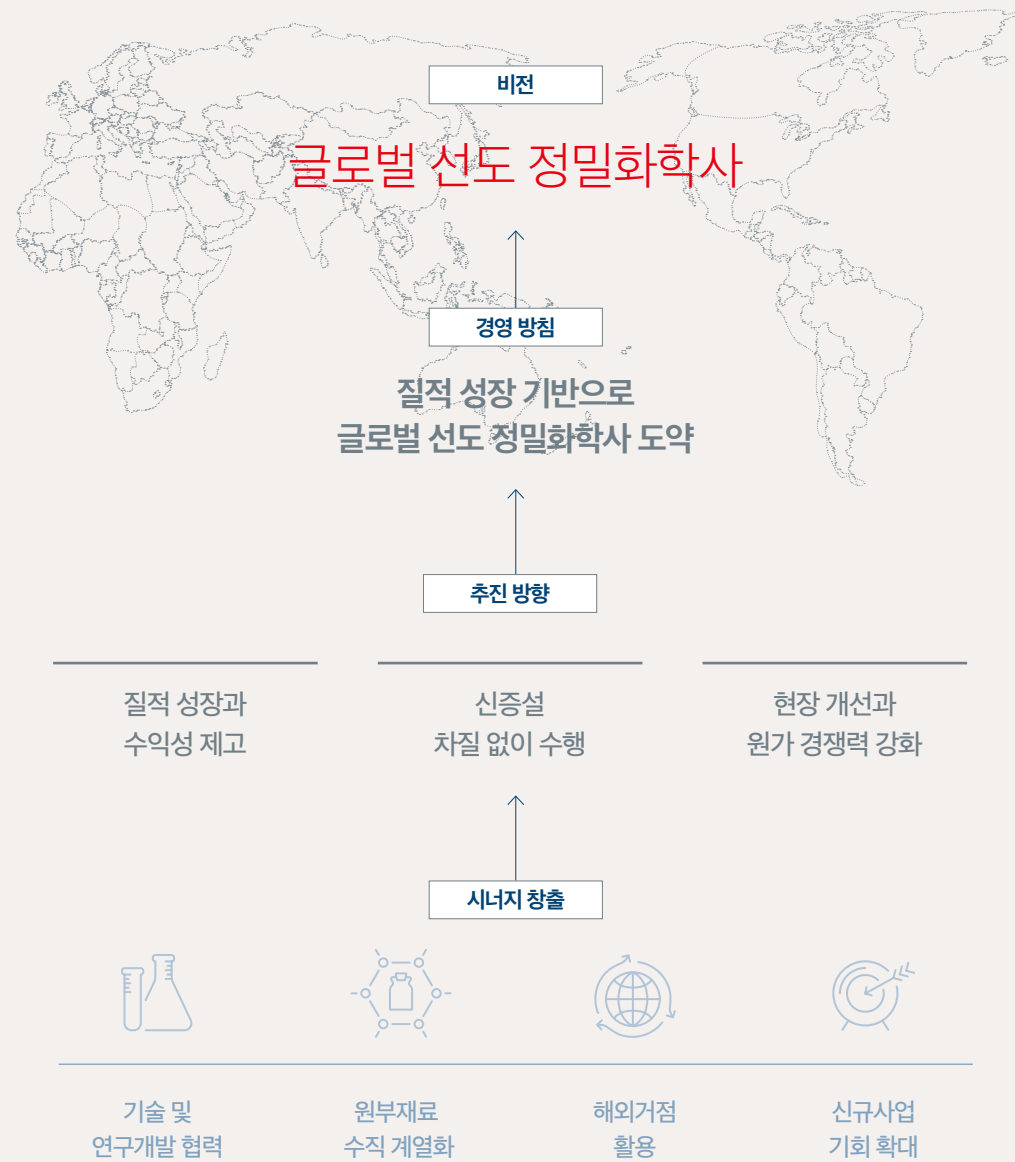 비전
글로벌 선도 정밀화학사
경영 방침
질적 성장 기반으로
글로벌 선도 정밀화학사 도약
추진 방향
질적 성장과
수익성 제고
신증설
차질 없이 수행
현장 개선과
원가 경쟁력 강화
시너지 창출
기술 및
연구개발 협력
원부재료
수직 계열화
해외거점
활용
신규사업
기회 확대